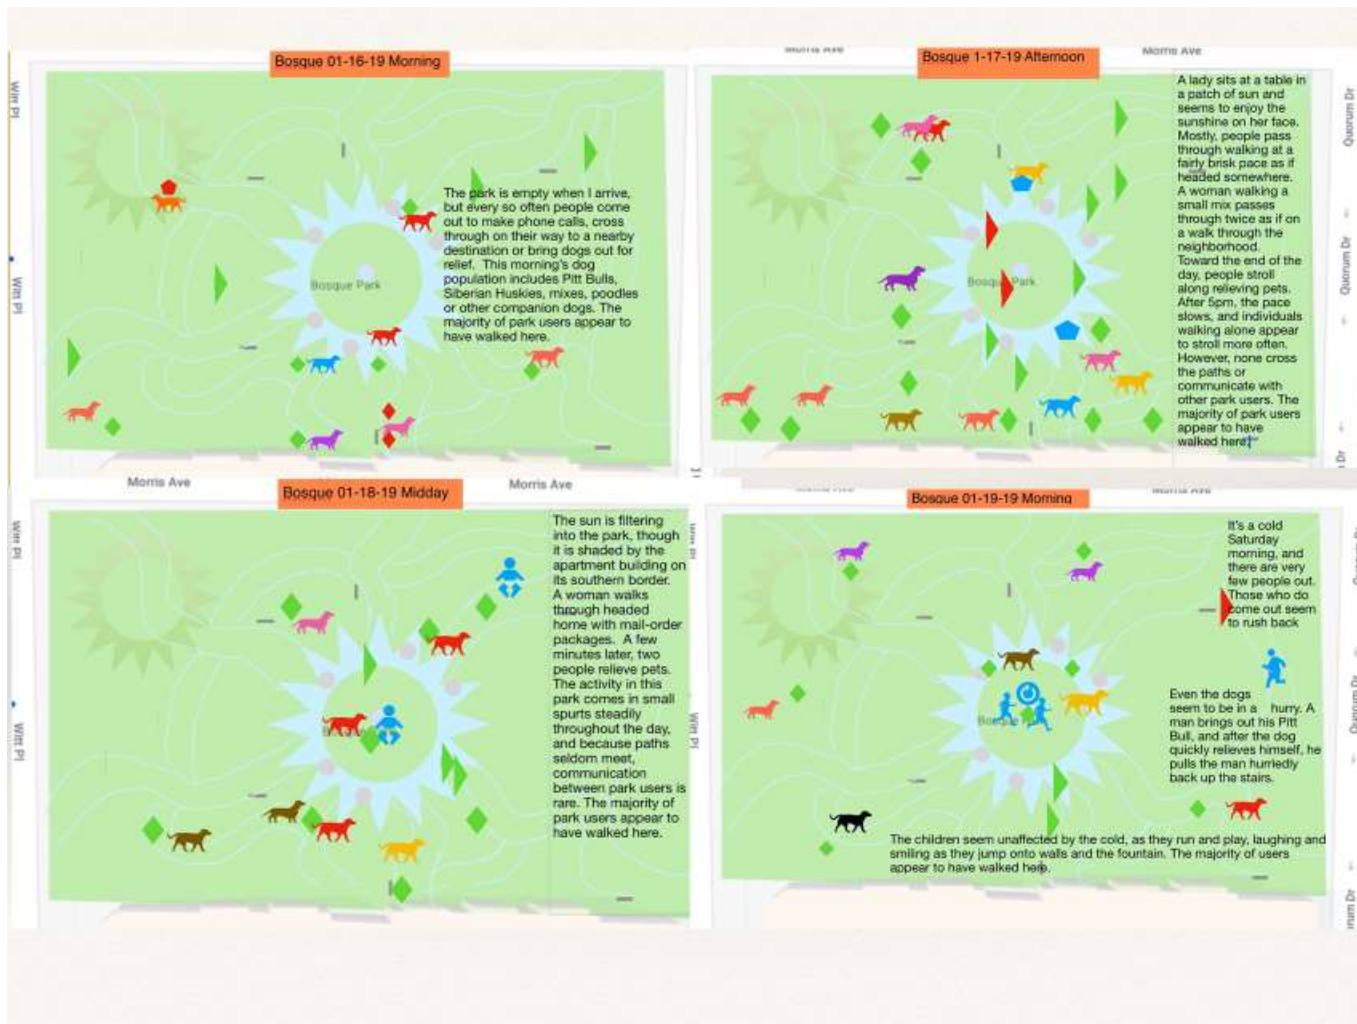 Bosque 01-16-19 Morning
Witt Pl
Witt Pl
Bosque Park
The park is empty when I arrive,
but every so often people come
out to make phone calls, cross
through on their way to a nearby
destination or bring dogs out for
relief. This morning's dog
population includes Pitt Bulls,
Siberian Huskies, mixes, poodles
or other companion dogs. The
majority of park users appear to
have walked here.
Morris Ave
Morris Ave
Bosque 1-17-19 Afternoon
Bosque Park
A lady sits at a table in
a patch of sun and
seems to enjoy the
sunshine on her face.
Mostly, people pass
through walking at a
fairly brisk pace as if
headed somewhere.
A woman walking a
small mix passes
through twice as if on
a walk through the
neighborhood.
Toward the end of the
day, people stroll
along relieving pets.
After 5pm, the pace
slows, and individuals
walking alone appear
to stroll more often.
However, none cross
the paths or
communicate with
other park users. The
majority of park users
appear to have
walked here.
Quorum Dr
Quorum Dr
Morris Ave
Morris Ave
Bosque 01-18-19 Midday
Witt Pl
Witt Pl
The sun is filtering
into the park, though
it is shaded by the
apartment building on
its southern border.
A woman walks
through headed
home with mail-order
packages. A few
minutes later, two
people relieve pets.
The activity in this
park comes in small
spurts steadily
throughout the day,
and because paths
seldom meet,
communication
between park users is
rare. The majority of
park users appear to
have walked here.
Morris Ave
Bosque 01-19-19 Morning
Witt Pl
It's a cold
Saturday
morning, and
there are very
few people out.
Those who do
come out seem
to rush back
Even the dogs
seem to be in a hurry. A
man brings out his Pitt
Bull, and after the dog
quickly relieves himself, he
pulls the man hurriedly
back up the stairs.
The children seem unaffected by the cold, as they run and play, laughing and
smiling as they jump onto walls and the fountain. The majority of users
appear to have walked here.